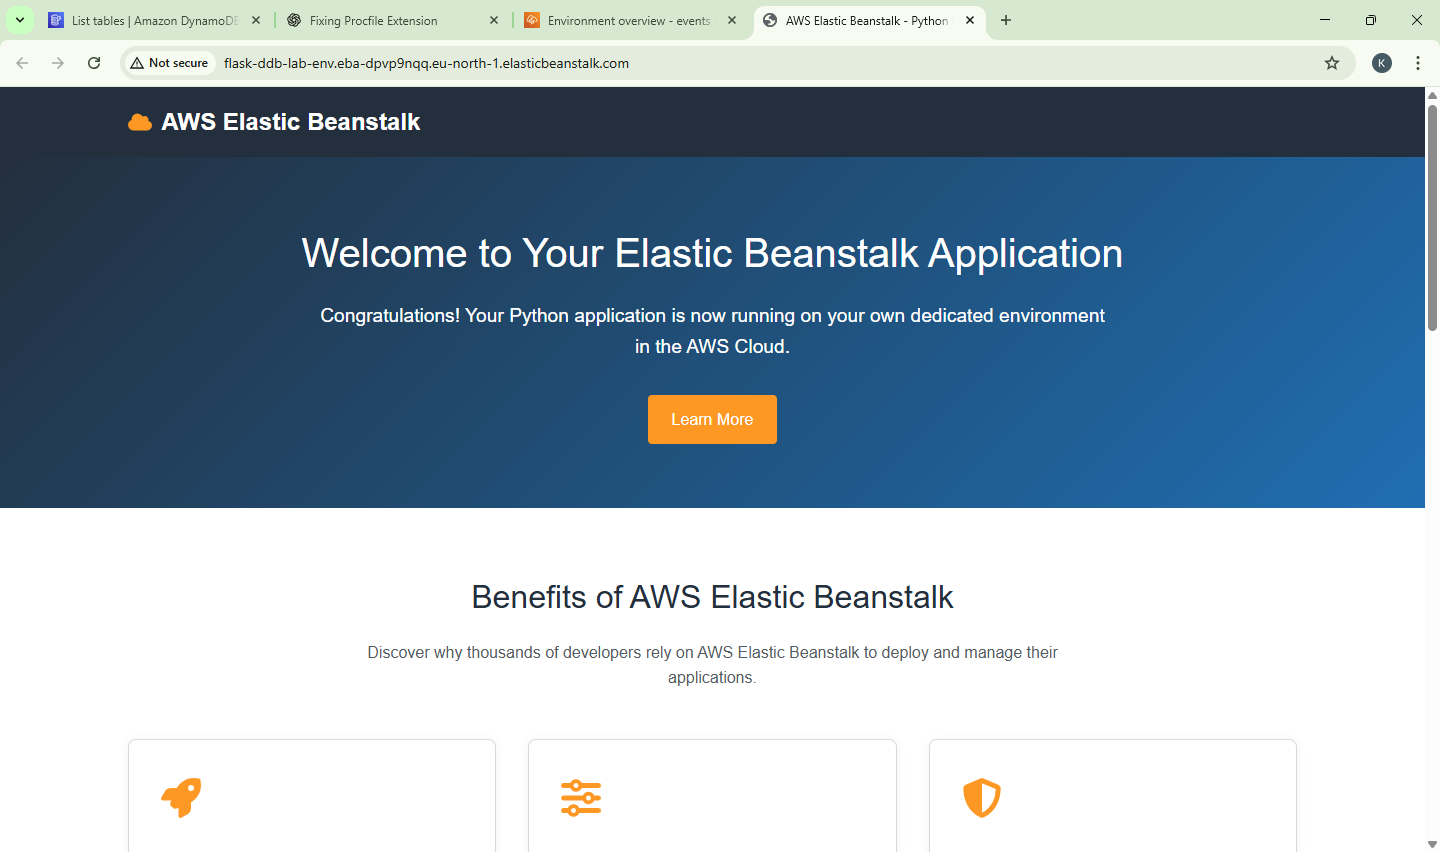 List tables | Amazon DynamoDB
Fixing Procfile Extension
Environment overview - events
AWS Elastic Beanstalk - Python
Not secure
flask-ddb-lab-env.eba-dpvp9nqq.eu-north-1.elasticbeanstalk.com
K
AWS Elastic Beanstalk
Welcome to Your Elastic Beanstalk Application
Congratulations! Your Python application is now running on your own dedicated environment
in the AWS Cloud.
Learn More
Benefits of AWS Elastic Beanstalk
Discover why thousands of developers rely on AWS Elastic Beanstalk to deploy and manage their
applications.